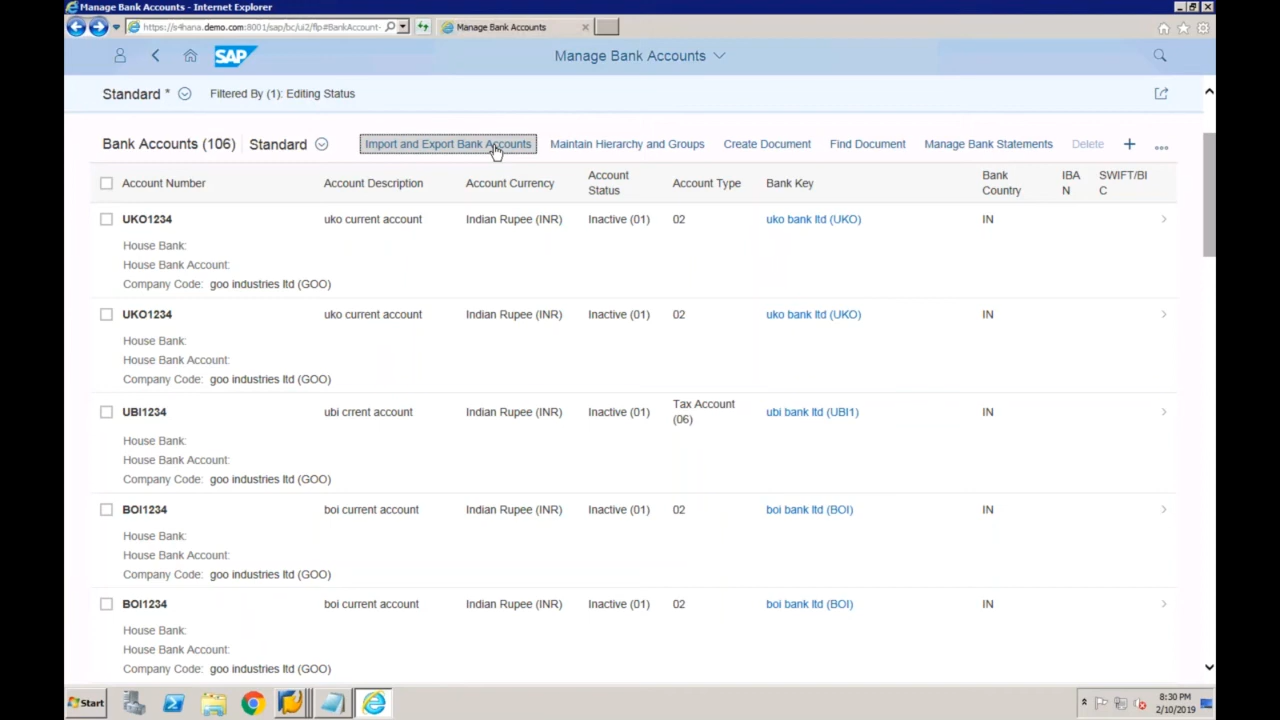 Manage Bank Accounts - Internet Explorer
https://s4hana.demo.com:8001/sap/bc/ui2/flp#BankAccount-
Manage Bank Accounts
SAP
Manage Bank Accounts
Standard *
Filtered By (1): Editing Status
Bank Accounts (106)
Standard
Import and Export Bank Accounts
Maintain Hierarchy and Groups
Create Document
Find Document
Manage Bank Statements
Delete
Account Number
Account Description
Account Currency
Account
Status
Account Type
Bank Key
Bank
Country
IBA
N
SWIFT/BI
C
UKO1234
uko current account
Indian Rupee (INR)
Inactive (01)
02
uko bank ltd (UKO)
IN
House Bank:
House Bank Account:
Company Code: goo industries ltd (GOO)
UKO1234
uko current account
Indian Rupee (INR)
Inactive (01)
02
uko bank ltd (UKO)
IN
House Bank:
House Bank Account:
Company Code: goo industries ltd (GOO)
UBI1234
ubi crrent account
Indian Rupee (INR)
Inactive (01)
Tax Account
(06)
ubi bank ltd (UBI1)
IN
House Bank:
House Bank Account:
Company Code: goo industries ltd (GOO)
BOI1234
boi current account
Indian Rupee (INR)
Inactive (01)
02
boi bank ltd (BOI)
IN
House Bank:
House Bank Account:
Company Code: goo industries ltd (GOO)
BOI1234
boi current account
Indian Rupee (INR)
Inactive (01)
02
boi bank ltd (BOI)
IN
House Bank:
House Bank Account:
Company Code: goo industries ltd (GOO)
Start
8:30 PM
2/10/2019